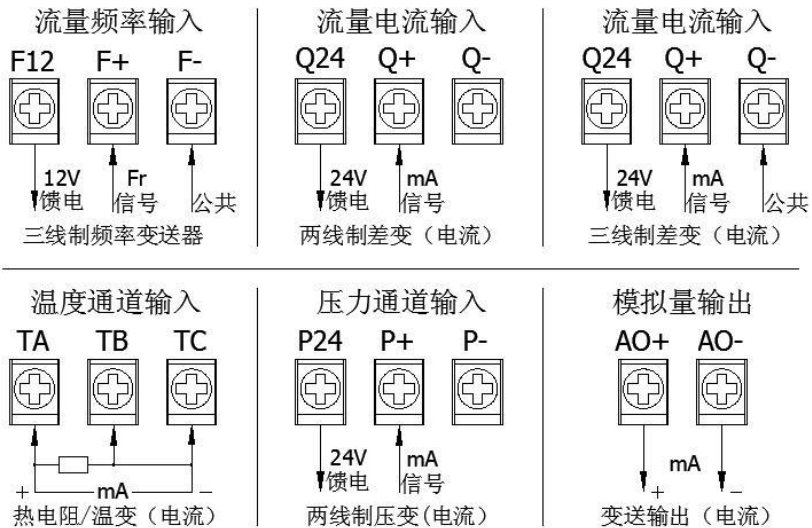 流量频率输入
F12 F+ F-
12V Fr
馈电 信号 公共
三线制频率变送器
流量电流输入
Q24 Q+ Q-
24V mA
馈电 信号
两线制差变（电流）
流量电流输入
Q24 Q+ Q-
24V mA
馈电 信号 公共
三线制差变（电流）
温度通道输入
TA TB TC
+ mA −
热电阻/温变（电流）
压力通道输入
P24 P+ P-
24V mA
馈电 信号
两线制压变(电流)
模拟量输出
AO+ AO-
mA
+ −
变送输出（电流）